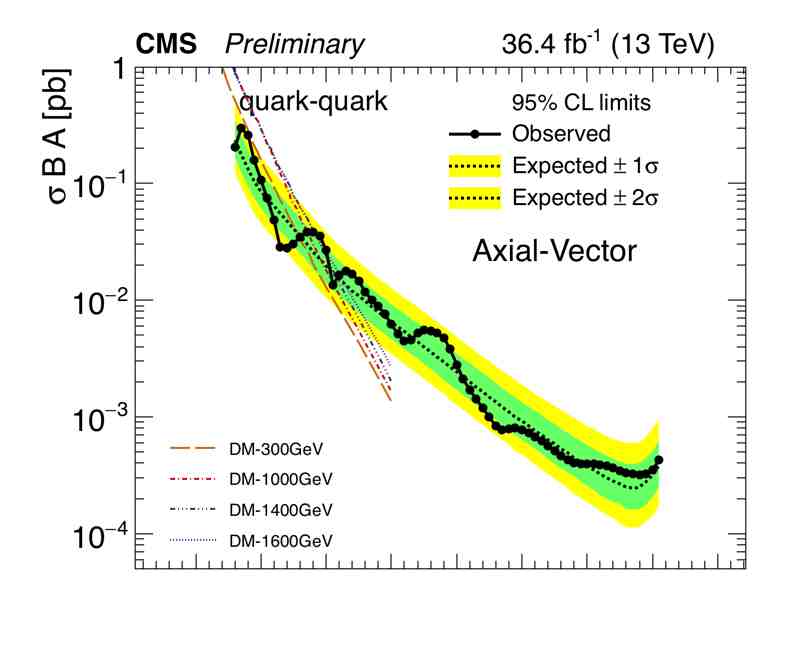 CMS Preliminary 36.4 fb⁻¹ (13 TeV)
σ B A [pb]
1
10⁻¹
10⁻²
10⁻³
10⁻⁴
quark-quark
95% CL limits
Observed
Expected ± 1σ
Expected ± 2σ
Axial-Vector
DM-300GeV
DM-1000GeV
DM-1400GeV
DM-1600GeV